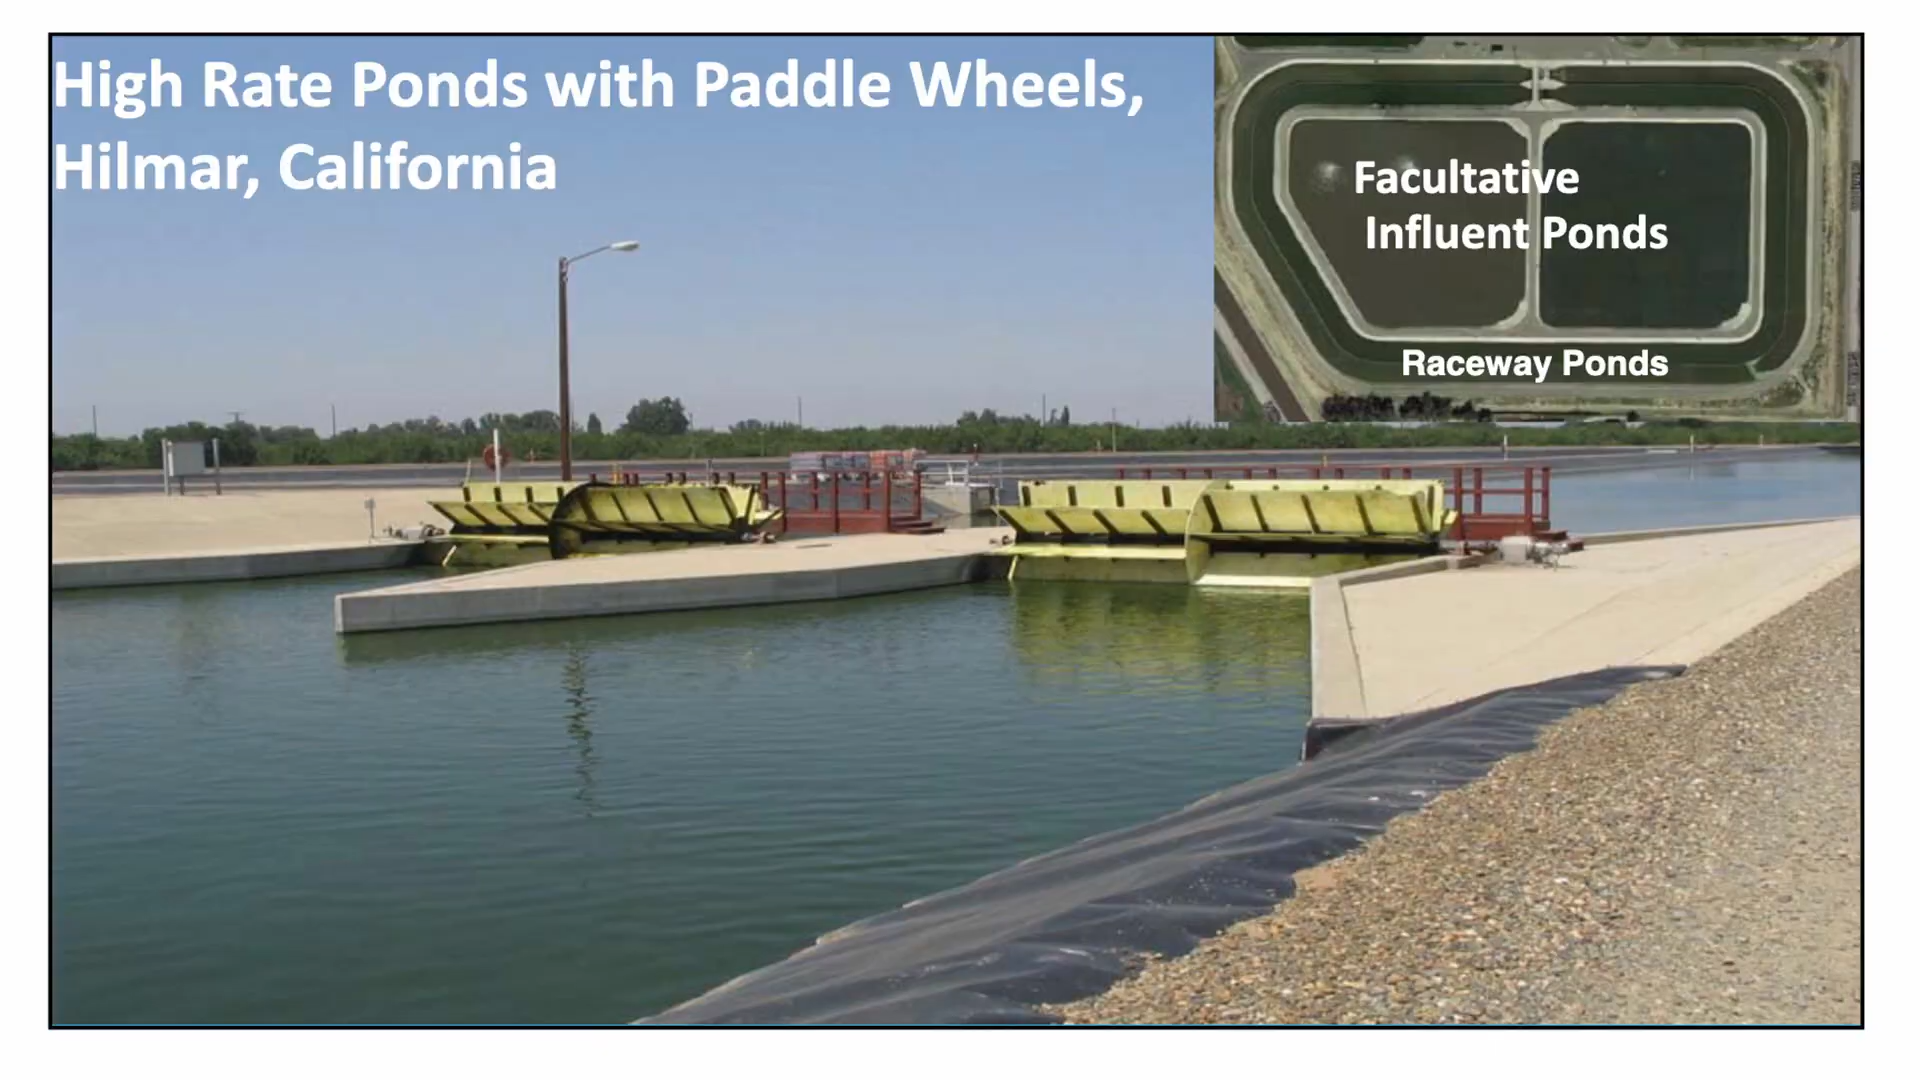 High Rate Ponds with Paddle Wheels,
Hilmar, California
Facultative
Influent Ponds
Raceway Ponds